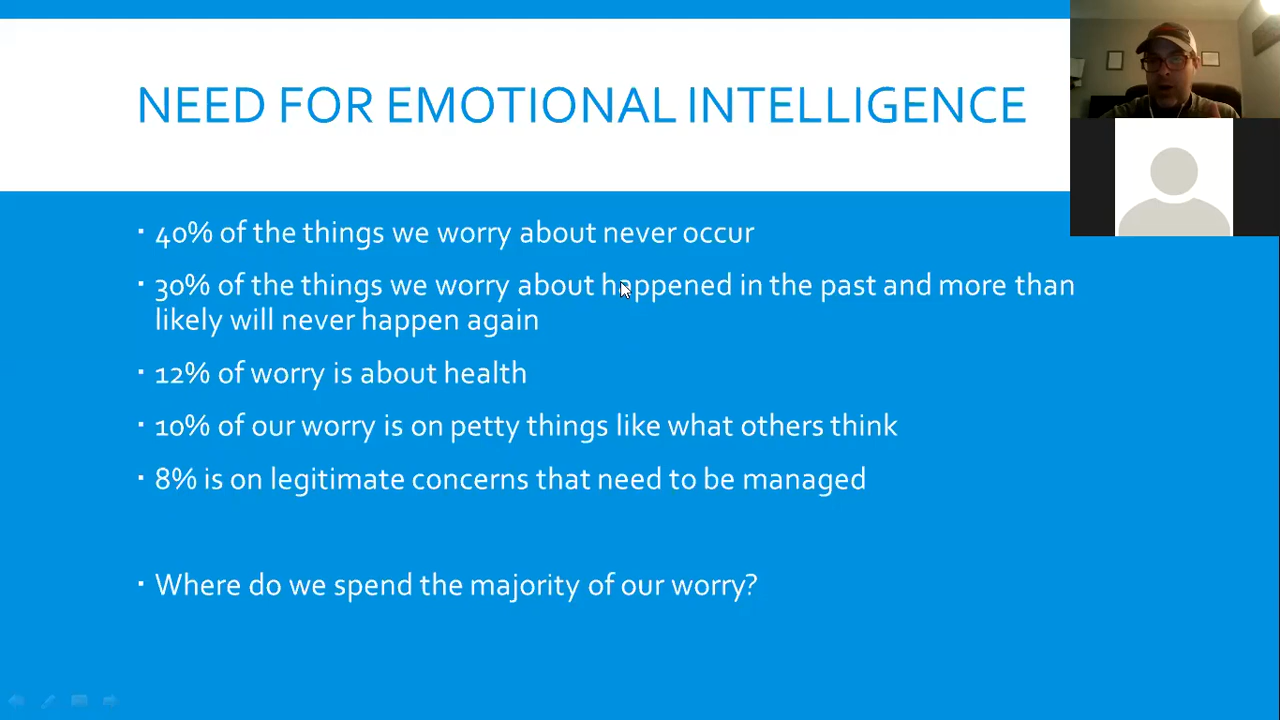 NEED FOR EMOTIONAL INTELLIGENCE
▪ 40% of the things we worry about never occur
▪ 30% of the things we worry about happened in the past and more than
likely will never happen again
▪ 12% of worry is about health
▪ 10% of our worry is on petty things like what others think
▪ 8% is on legitimate concerns that need to be managed
▪ Where do we spend the majority of our worry?